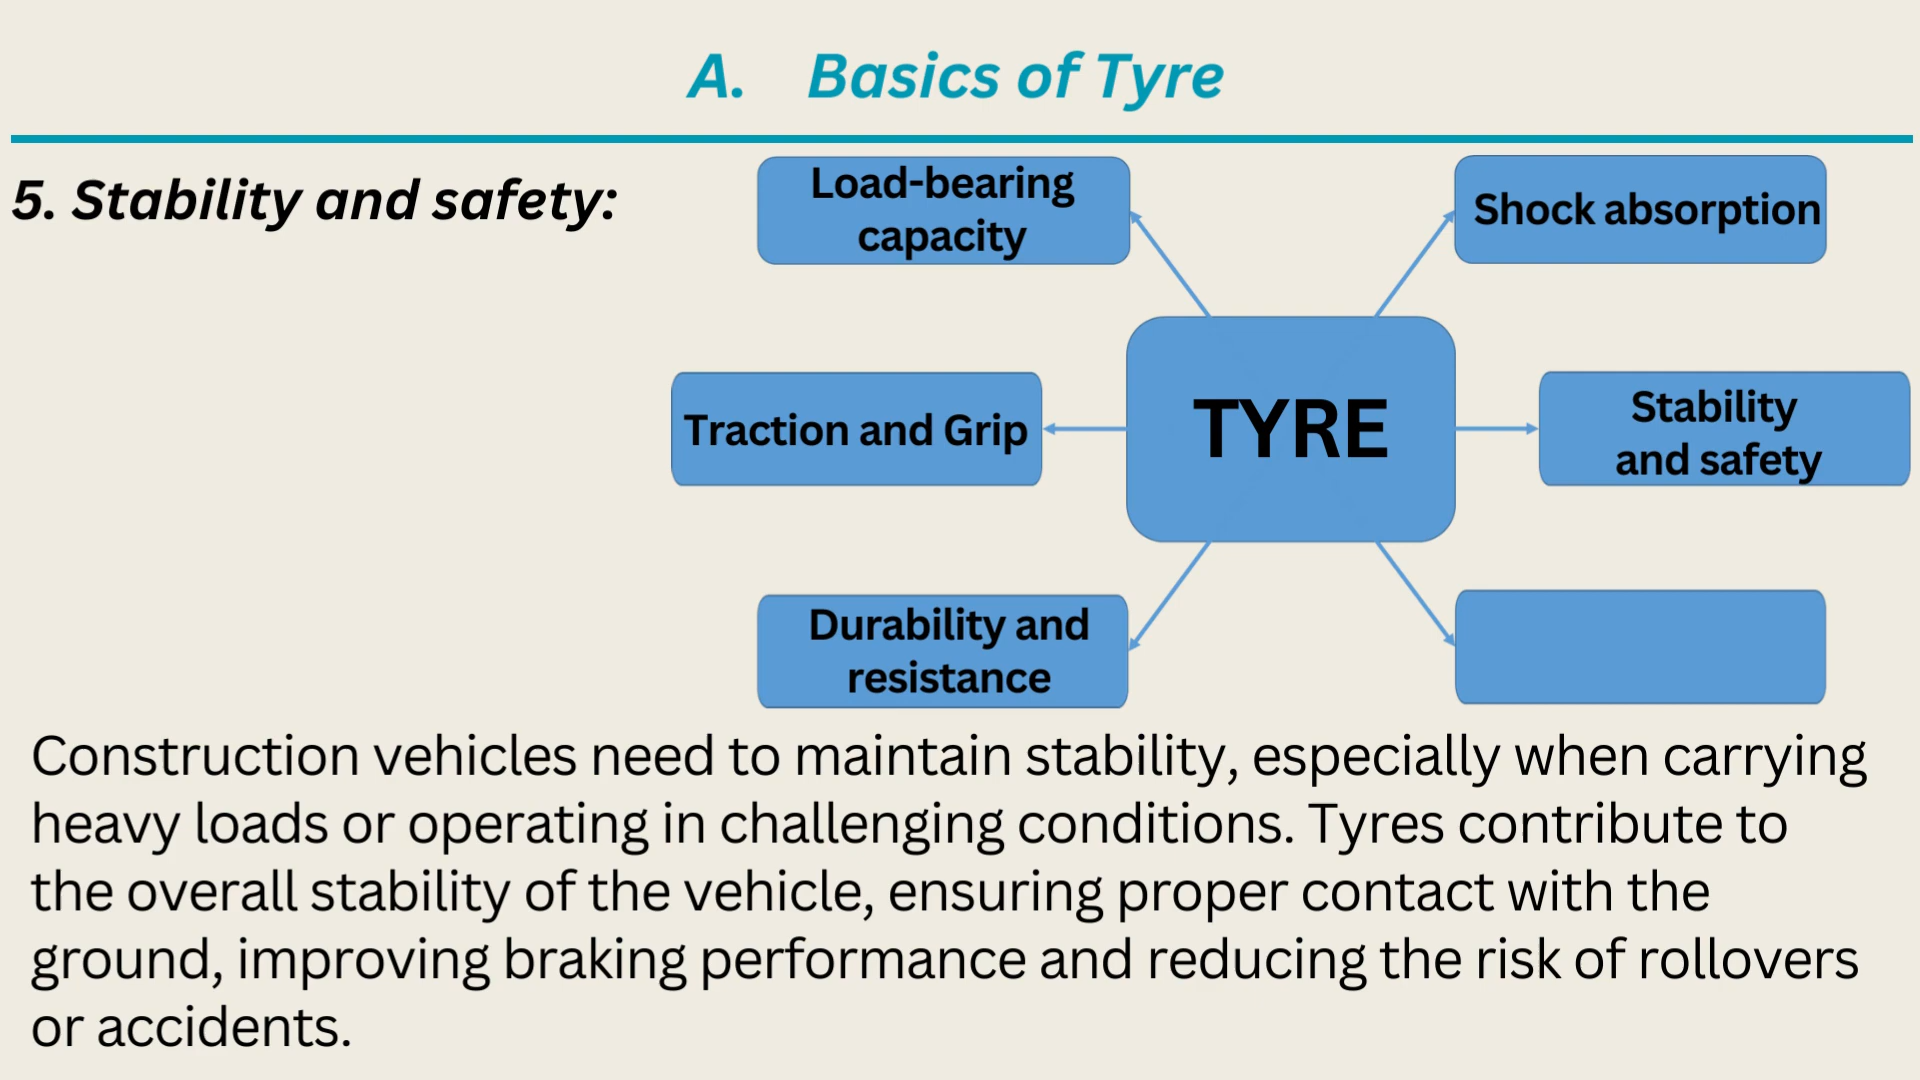 A. Basics of Tyre
5. Stability and safety:
Load-bearing
capacity
Shock absorption
Traction and Grip
TYRE
Stability
and safety
Durability and
resistance
Construction vehicles need to maintain stability, especially when carrying
heavy loads or operating in challenging conditions. Tyres contribute to
the overall stability of the vehicle, ensuring proper contact with the
ground, improving braking performance and reducing the risk of rollovers
or accidents.